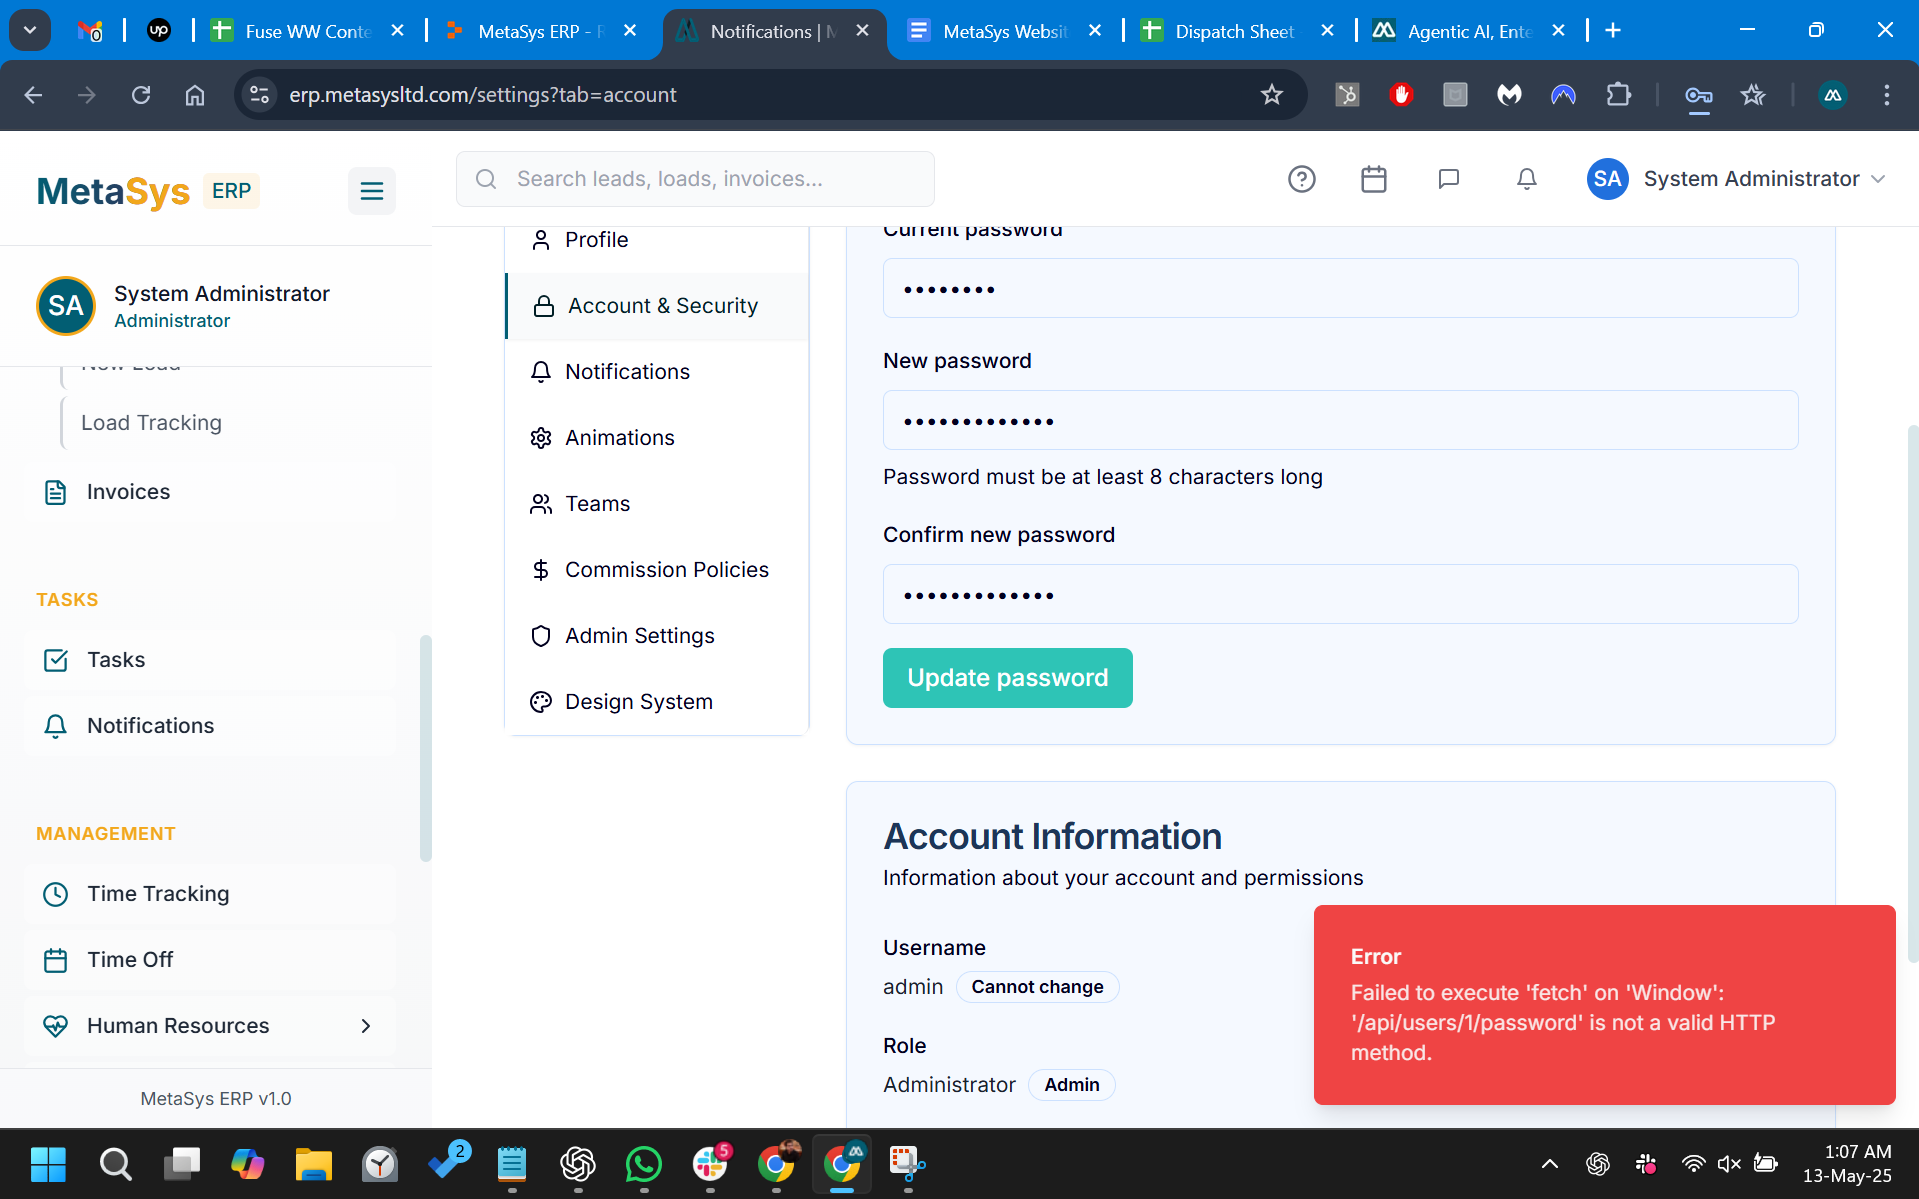 Fuse WW Conte
MetaSys ERP - R
Notifications | M
MetaSys Websit
Dispatch Sheet
Agentic AI, Ente
erp.metasysltd.com/settings?tab=account
MetaSys ERP
Search leads, loads, invoices...
SA System Administrator
SA
System Administrator
Administrator
New Load
Load Tracking
Invoices
TASKS
Tasks
Notifications
MANAGEMENT
Time Tracking
Time Off
Human Resources
MetaSys ERP v1.0
Profile
Account & Security
Notifications
Animations
Teams
Commission Policies
Admin Settings
Design System
Current password
New password
Password must be at least 8 characters long
Confirm new password
Update password
Account Information
Information about your account and permissions
Username
admin Cannot change
Role
Administrator Admin
Error
Failed to execute 'fetch' on 'Window':
'/api/users/1/password' is not a valid HTTP
method.
2
5
1:07 AM
13-May-25